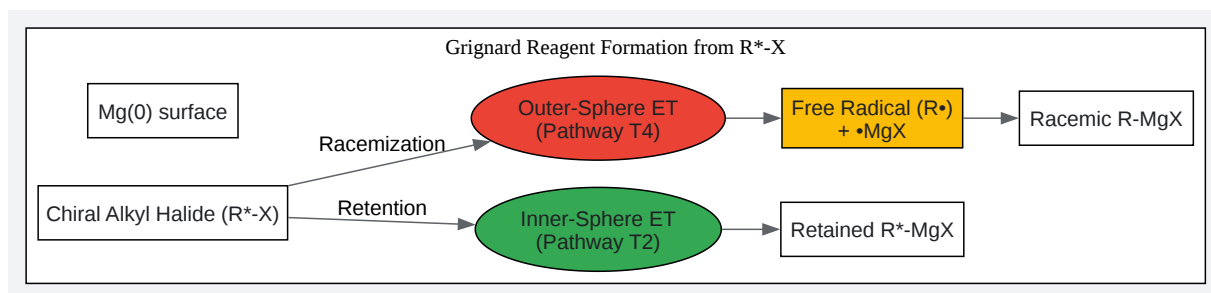 Grignard Reagent Formation from R*-X
Mg(0) surface
Chiral Alkyl Halide (R*-X)
Racemization
Retention
Outer-Sphere ET
(Pathway T4)
Inner-Sphere ET
(Pathway T2)
Free Radical (R•)
+ •MgX
Racemic R-MgX
Retained R*-MgX